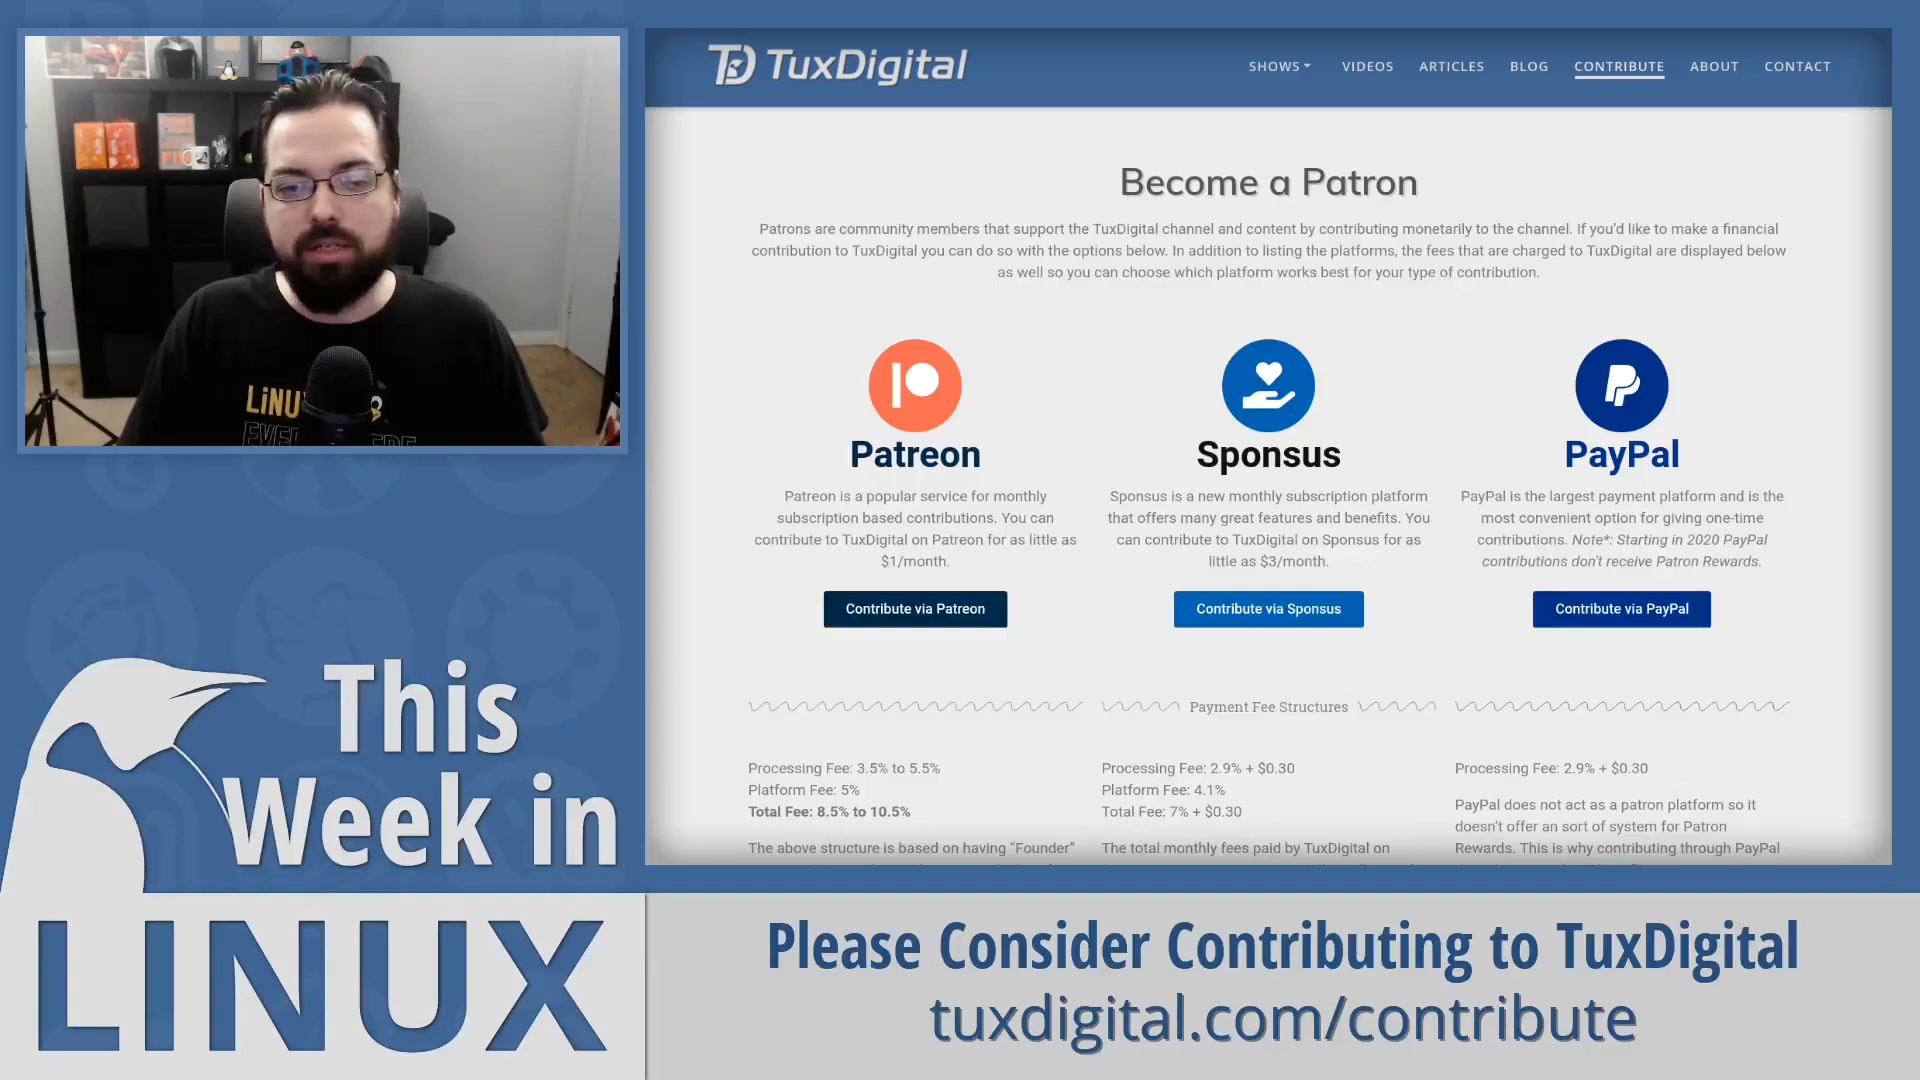 TuxDigital
SHOWS
VIDEOS
ARTICLES
BLOG
CONTRIBUTE
ABOUT
CONTACT
Become a Patron
Patrons are community members that support the TuxDigital channel and content by contributing monetarily to the channel. If you'd like to make a financial
contribution to TuxDigital you can do so with the options below. In addition to listing the platforms, the fees that are charged to TuxDigital are displayed below
as well so you can choose which platform works best for your type of contribution.
Patreon
Patreon is a popular service for monthly
subscription based contributions. You can
contribute to TuxDigital on Patreon for as little as
$1/month.
Contribute via Patreon
Sponsus
Sponsus is a new monthly subscription platform
that offers many great features and benefits. You
can contribute to TuxDigital on Sponsus for as
little as $3/month.
Contribute via Sponsus
PayPal
PayPal is the largest payment platform and is the
most convenient option for giving one-time
contributions. Note*: Starting in 2020 PayPal
contributions don't receive Patron Rewards.
Contribute via PayPal
Payment Fee Structures
Processing Fee: 3.5% to 5.5%
Platform Fee: 5%
Total Fee: 8.5% to 10.5%
The above structure is based on having “Founder”
Processing Fee: 2.9% + $0.30
Platform Fee: 4.1%
Total Fee: 7% + $0.30
The total monthly fees paid by TuxDigital on
Processing Fee: 2.9% + $0.30
PayPal does not act as a patron platform so it
doesn't offer an sort of system for Patron
Rewards. This is why contributing through PayPal
This
Week in
LINUX
Please Consider Contributing to TuxDigital
tuxdigital.com/contribute